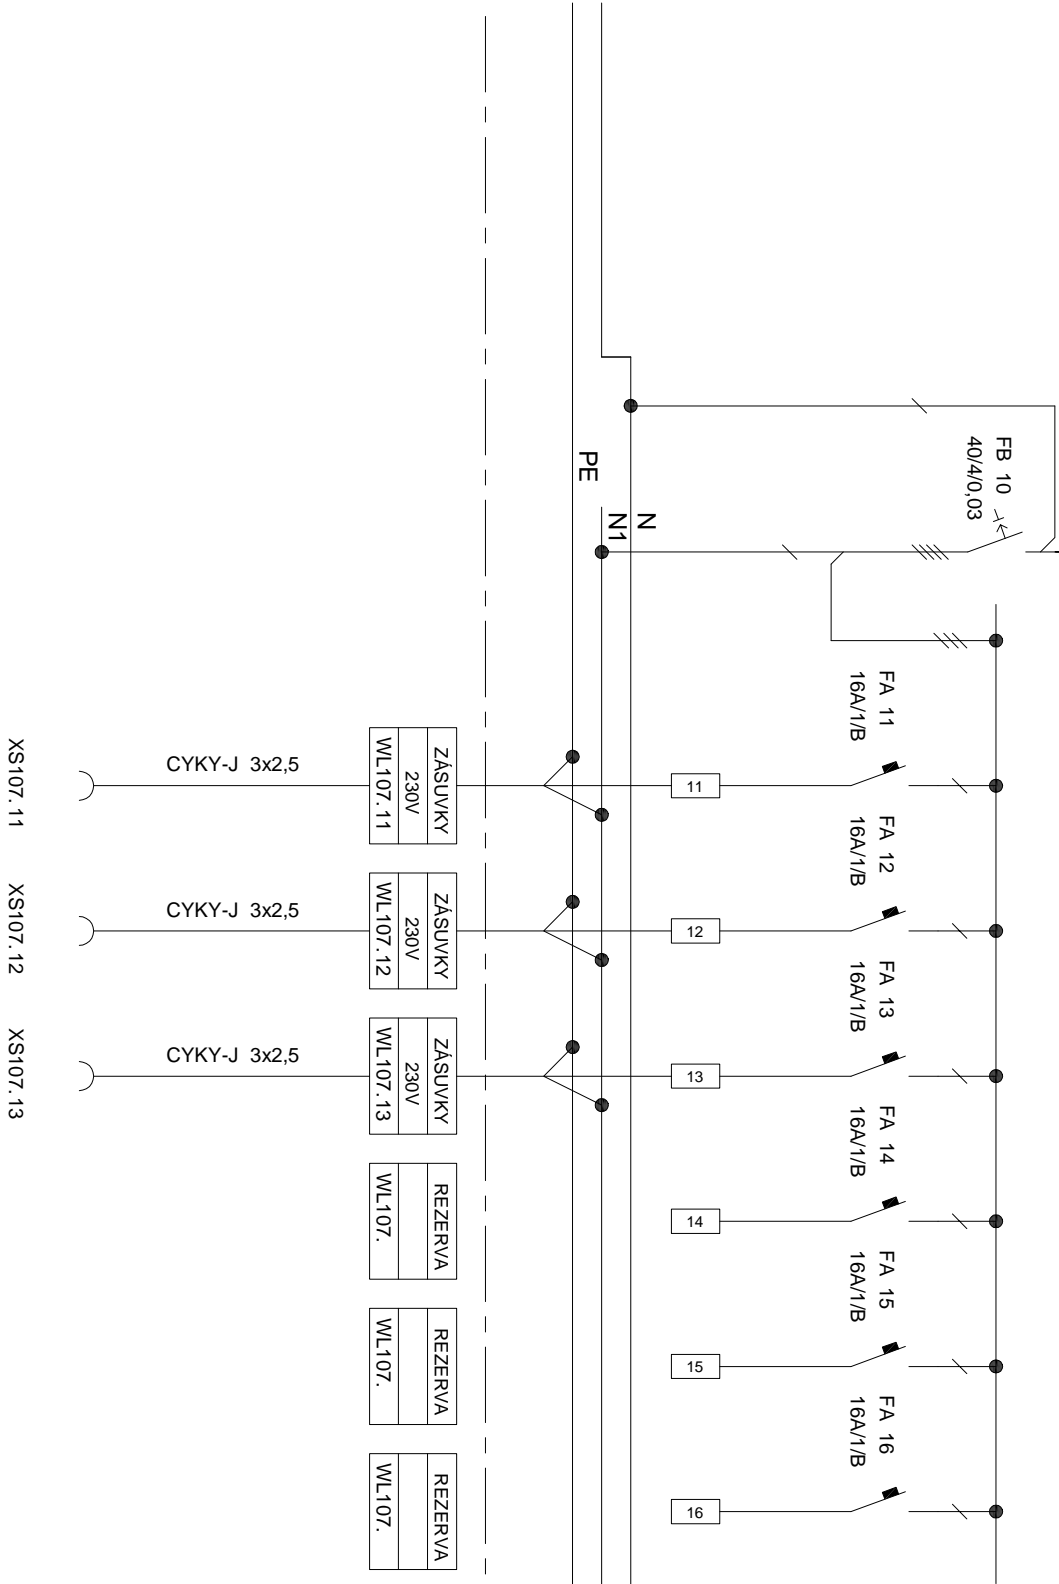 FB 10
40/4/0,03
PE
N
N1
FA 11
16A/1/B
FA 12
16A/1/B
FA 13
16A/1/B
FA 14
16A/1/B
FA 15
16A/1/B
FA 16
16A/1/B
11
12
13
14
15
16
ZÁSUVKY
230V
WL107.11
ZÁSUVKY
230V
WL107.12
ZÁSUVKY
230V
WL107.13
REZERVA
WL107.
REZERVA
WL107.
REZERVA
WL107.
CYKY-J 3x2,5
CYKY-J 3x2,5
CYKY-J 3x2,5
XS107.11
XS107.12
XS107.13